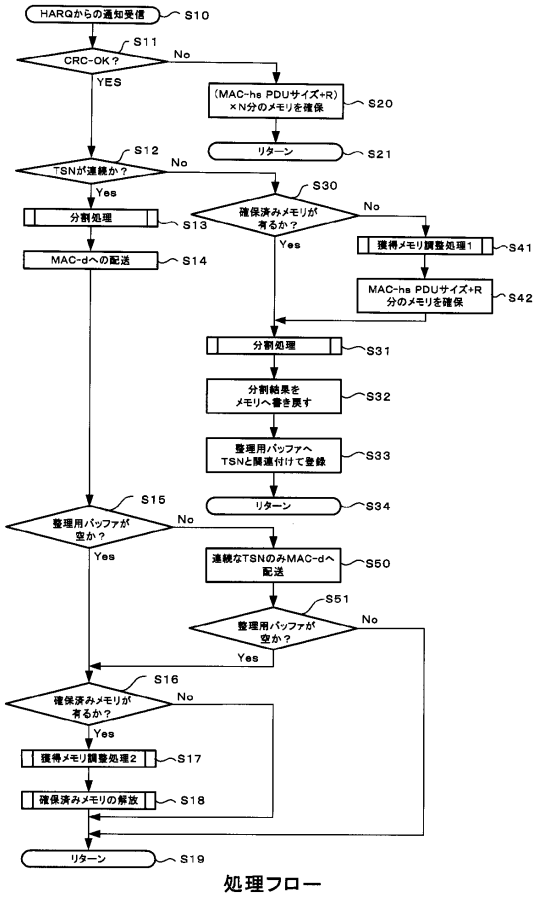 HARQからの通知受信
S10
CRC-OK?
S11
No
YES
(MAC-hs PDUサイズ+R)
×N分のメモリを確保
S20
リターン
S21
TSNが連続か?
S12
No
Yes
分割処理
S13
MAC-dへの配送
S14
確保済みメモリが
有るか?
S30
No
Yes
獲得メモリ調整処理1
S41
MAC-hs PDUサイズ+R
分のメモリを確保
S42
分割処理
S31
分割結果を
メモリへ書き戻す
S32
整理用バッファへ
TSNと関連付けて登録
S33
リターン
S34
整理用バッファが
空か?
S15
No
Yes
連続なTSNのみMAC-dへ
配送
S50
整理用バッファが
空か?
S51
No
Yes
確保済みメモリが
有るか?
S16
No
Yes
獲得メモリ調整処理2
S17
確保済みメモリの解放
S18
リターン
S19
処理フロー